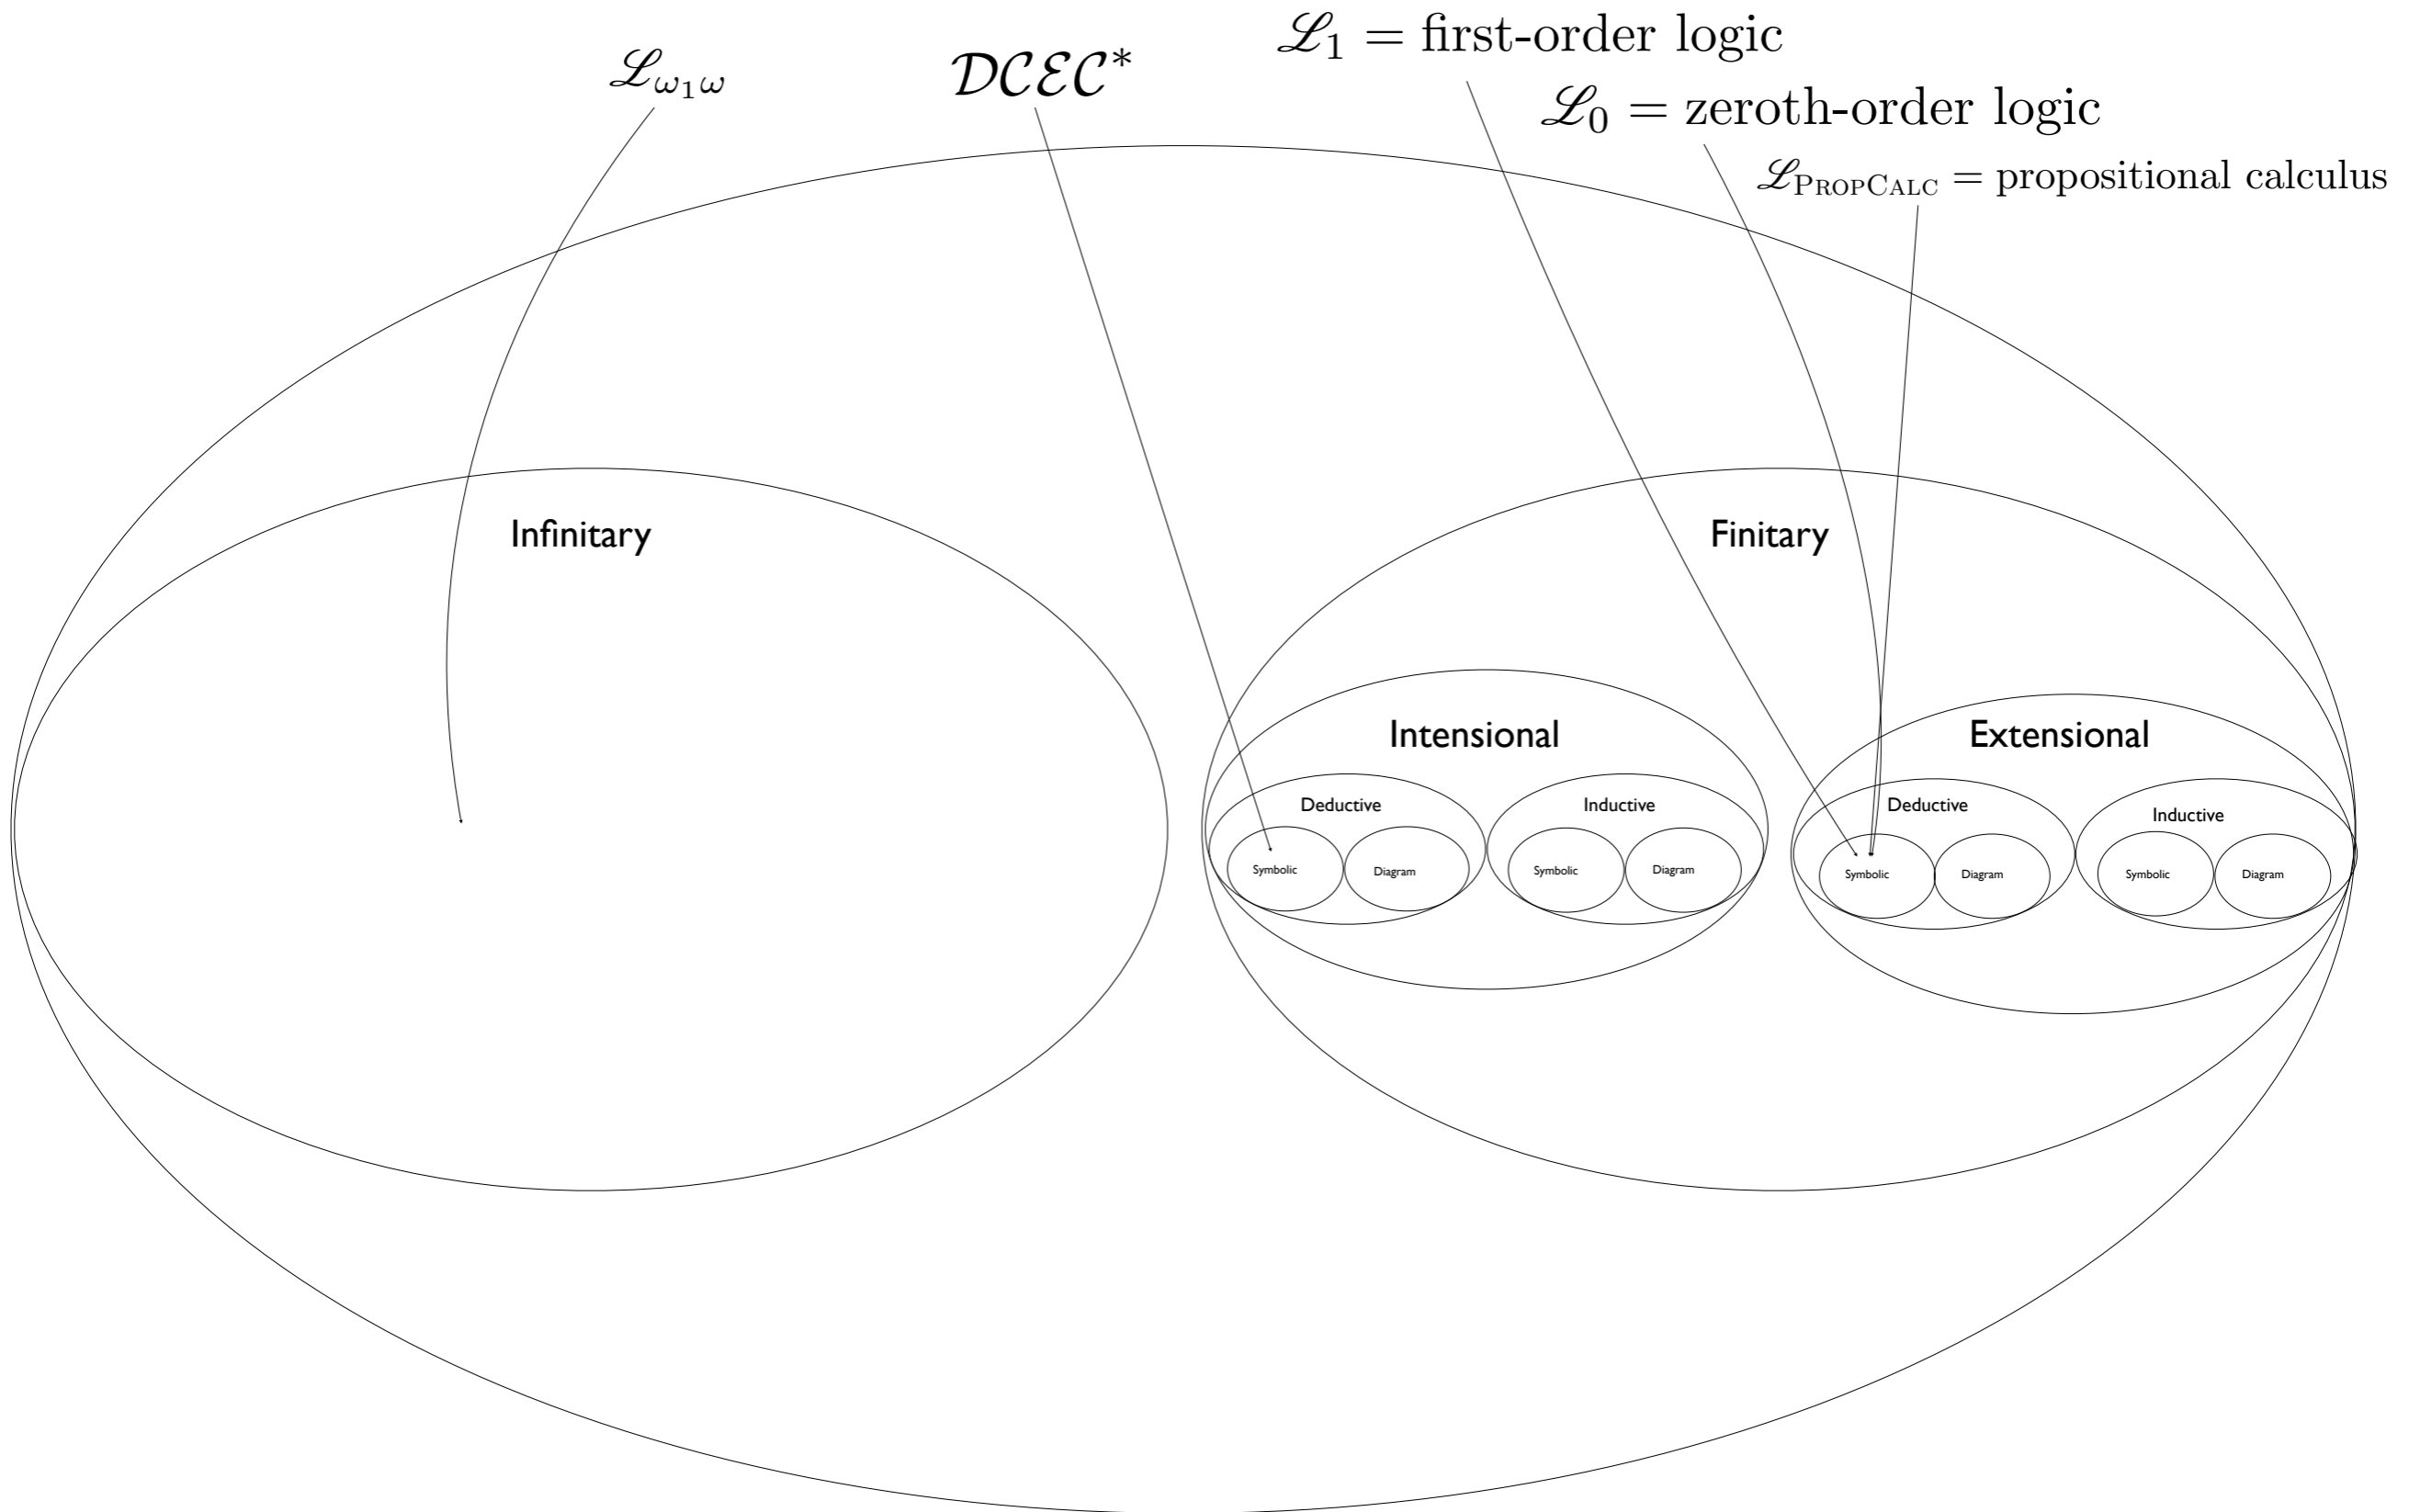 ℒ₁ = first-order logic
ℒ_{ω₁ω}
𝒟𝒞ℰ𝒞*
ℒ₀ = zeroth-order logic
ℒ_{PROPCALC} = propositional calculus
Infinitary
Finitary
Intensional
Extensional
Deductive
Inductive
Deductive
Inductive
Symbolic
Diagram
Symbolic
Diagram
Symbolic
Diagram
Symbolic
Diagram